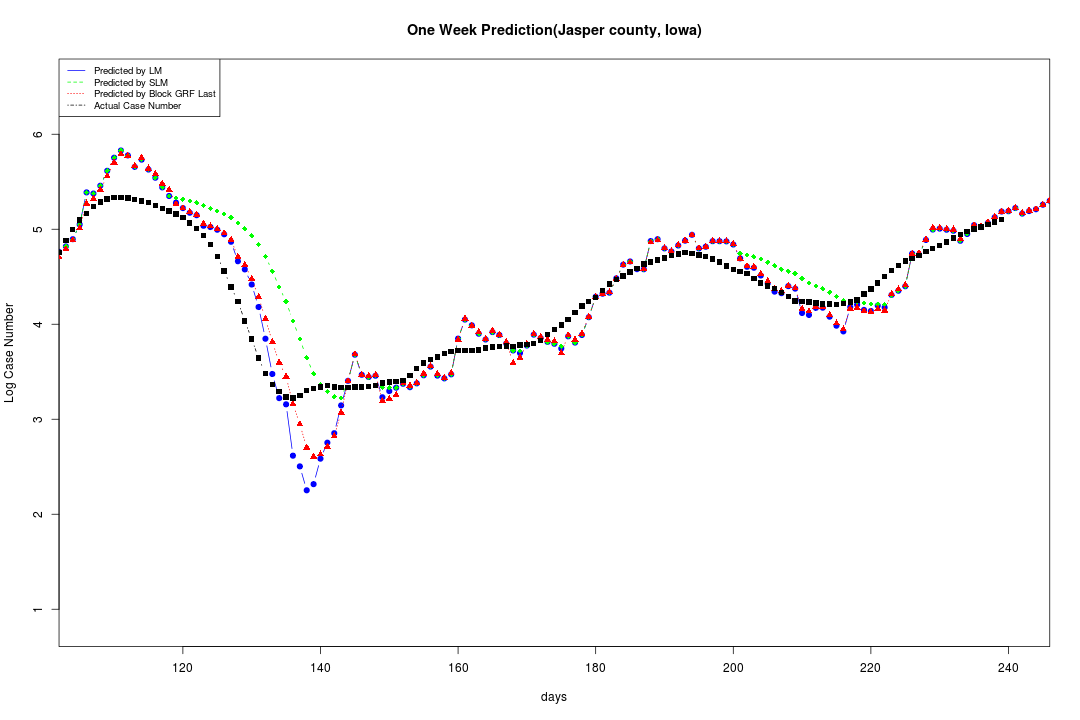 One Week Prediction(Jasper county, Iowa)
Predicted by LM
Predicted by SLM
Predicted by Block GRF Last
Actual Case Number
6
5
4
3
2
1
Log Case Number
120 140 160 180 200 220 240
days